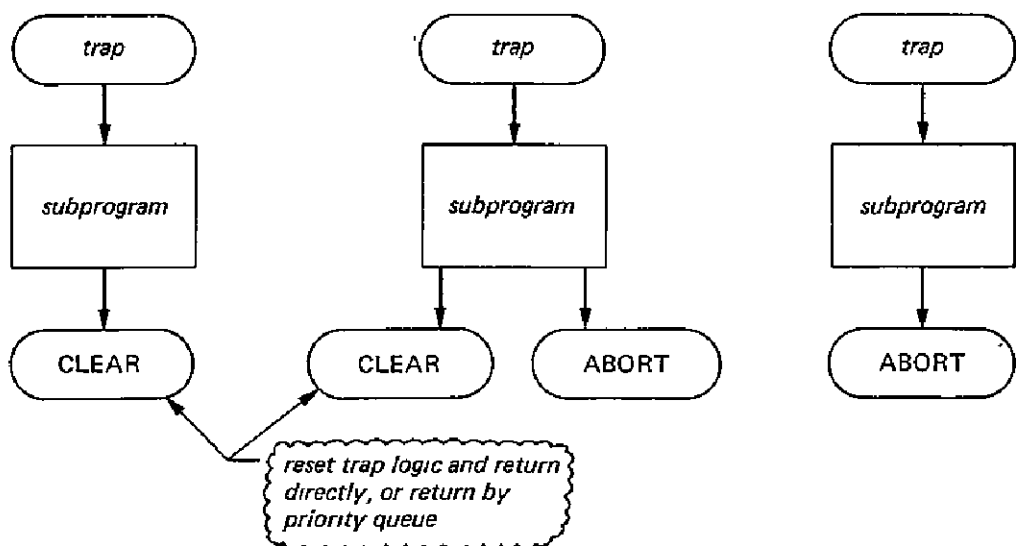 trap
trap
trap
subprogram
subprogram
subprogram
CLEAR
CLEAR
ABORT
ABORT
reset trap logic and return
directly, or return by
priority queue